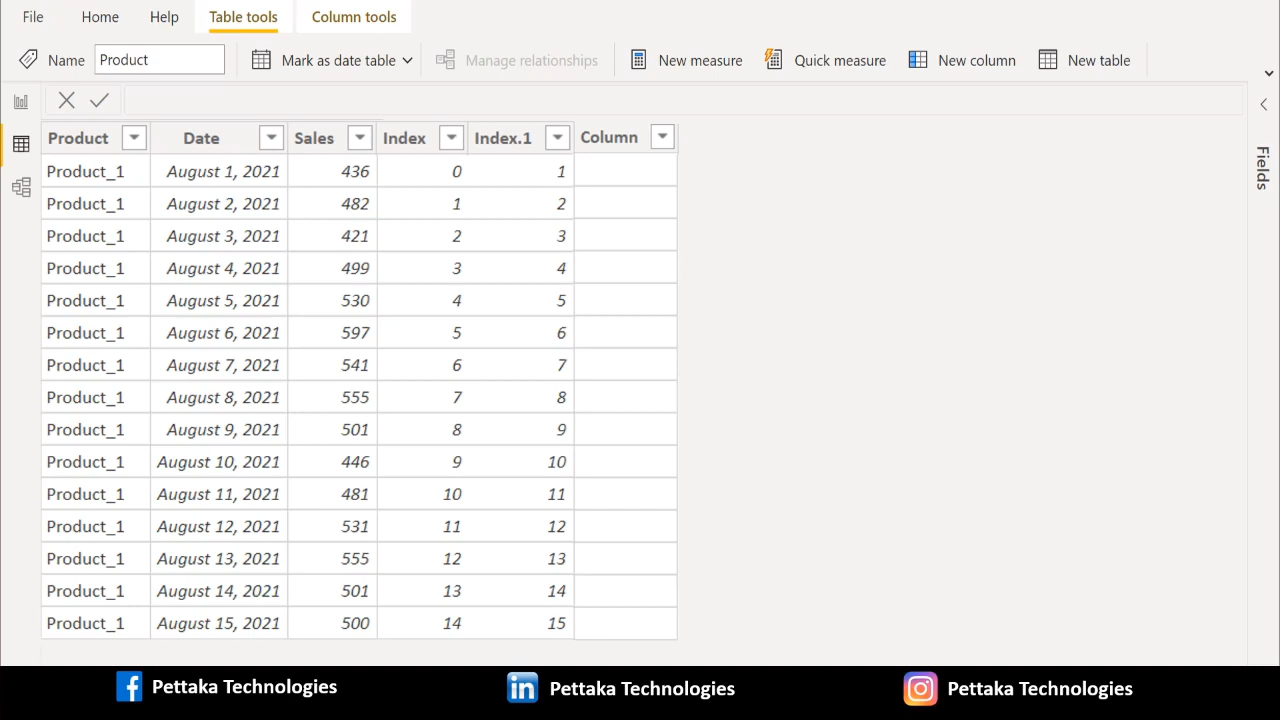 File Home Help Table tools Column tools
Name Product Mark as date table Manage relationships New measure Quick measure New column New table
Product Date Sales Index Index.1 Column
Product_1 August 1, 2021 436 0 1
Product_1 August 2, 2021 482 1 2
Product_1 August 3, 2021 421 2 3
Product_1 August 4, 2021 499 3 4
Product_1 August 5, 2021 530 4 5
Product_1 August 6, 2021 597 5 6
Product_1 August 7, 2021 541 6 7
Product_1 August 8, 2021 555 7 8
Product_1 August 9, 2021 501 8 9
Product_1 August 10, 2021 446 9 10
Product_1 August 11, 2021 481 10 11
Product_1 August 12, 2021 531 11 12
Product_1 August 13, 2021 555 12 13
Product_1 August 14, 2021 501 13 14
Product_1 August 15, 2021 500 14 15
Fields
Pettaka Technologies Pettaka Technologies Pettaka Technologies